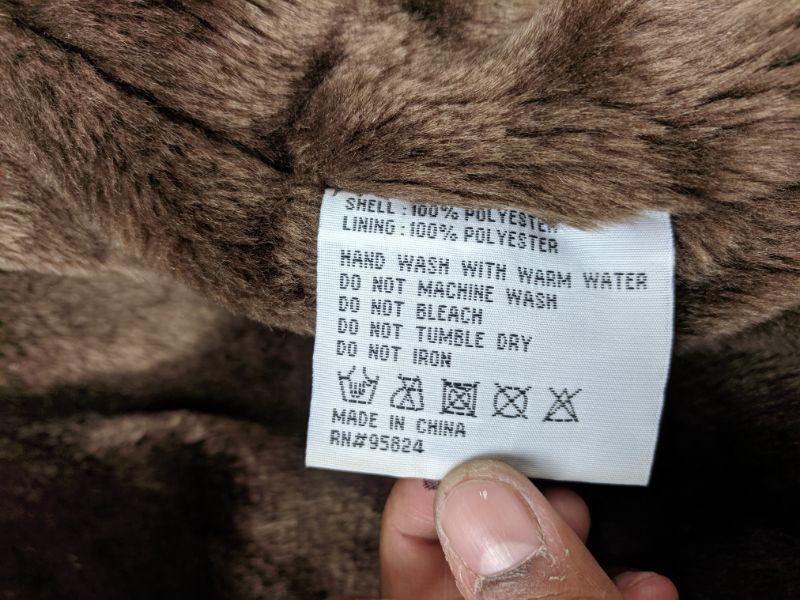 SHELL:100% POLYESTER
LINING:100% POLYESTER
HAND WASH WITH WARM WATER
DO NOT MACHINE WASH
DO NOT BLEACH
DO NOT TUMBLE DRY
DO NOT IRON
MADE IN CHINA
RN#95824